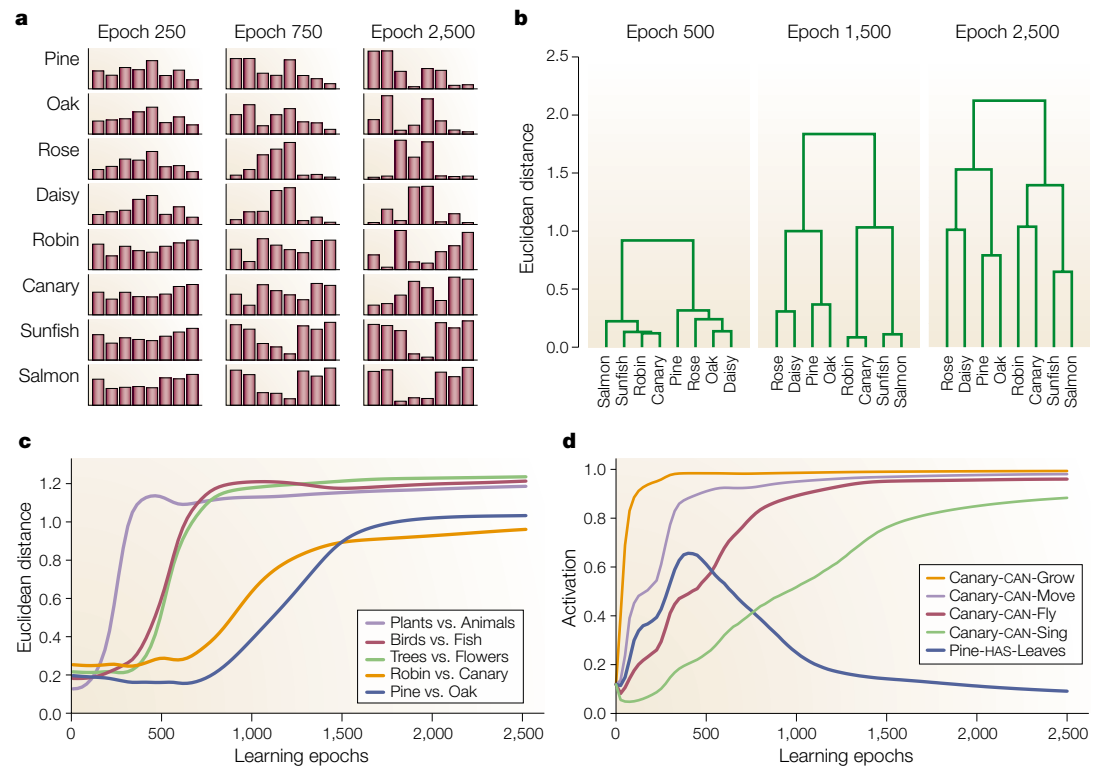 a
Epoch 250
Epoch 750
Epoch 2,500
Pine
Oak
Rose
Daisy
Robin
Canary
Sunfish
Salmon
b
Epoch 500
Epoch 1,500
Epoch 2,500
Euclidean distance
2.5
2.0
1.5
1.0
0.5
0.0
Salmon
Sunfish
Robin
Canary
Pine
Rose
Oak
Daisy
Rose
Daisy
Pine
Oak
Robin
Canary
Sunfish
Salmon
Rose
Daisy
Pine
Oak
Robin
Canary
Sunfish
Salmon
c
Euclidean distance
1.2
1.0
0.8
0.6
0.4
0.2
0.0
Plants vs. Animals
Birds vs. Fish
Trees vs. Flowers
Robin vs. Canary
Pine vs. Oak
0
500
1,000
1,500
2,000
2,500
Learning epochs
d
Activation
1.0
0.8
0.6
0.4
0.2
0.0
Canary-CAN-Grow
Canary-CAN-Move
Canary-CAN-Fly
Canary-CAN-Sing
Pine-HAS-Leaves
0
500
1,000
1,500
2,000
2,500
Learning epochs